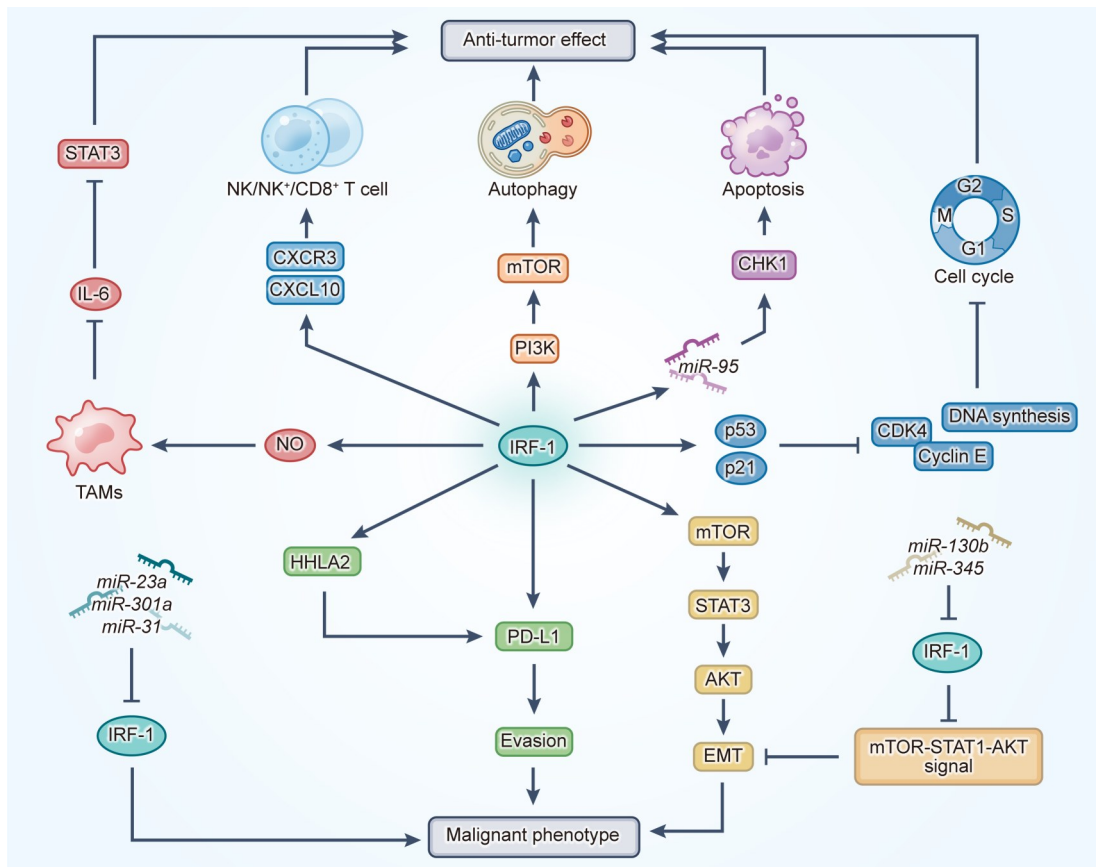 Anti-turmor effect
STAT3
NK/NK⁺/CD8⁺ T cell
Autophagy
Apoptosis
G2
M
S
G1
Cell cycle
CXCR3
CXCL10
mTOR
CHK1
IL-6
PI3K
miR-95
DNA synthesis
CDK4
Cyclin E
p53
p21
IRF-1
NO
TAMs
HHLA2
mTOR
miR-130b
miR-345
miR-23a
miR-301a
miR-31
STAT3
PD-L1
IRF-1
AKT
IRF-1
Evasion
EMT
mTOR-STAT1-AKT
signal
Malignant phenotype